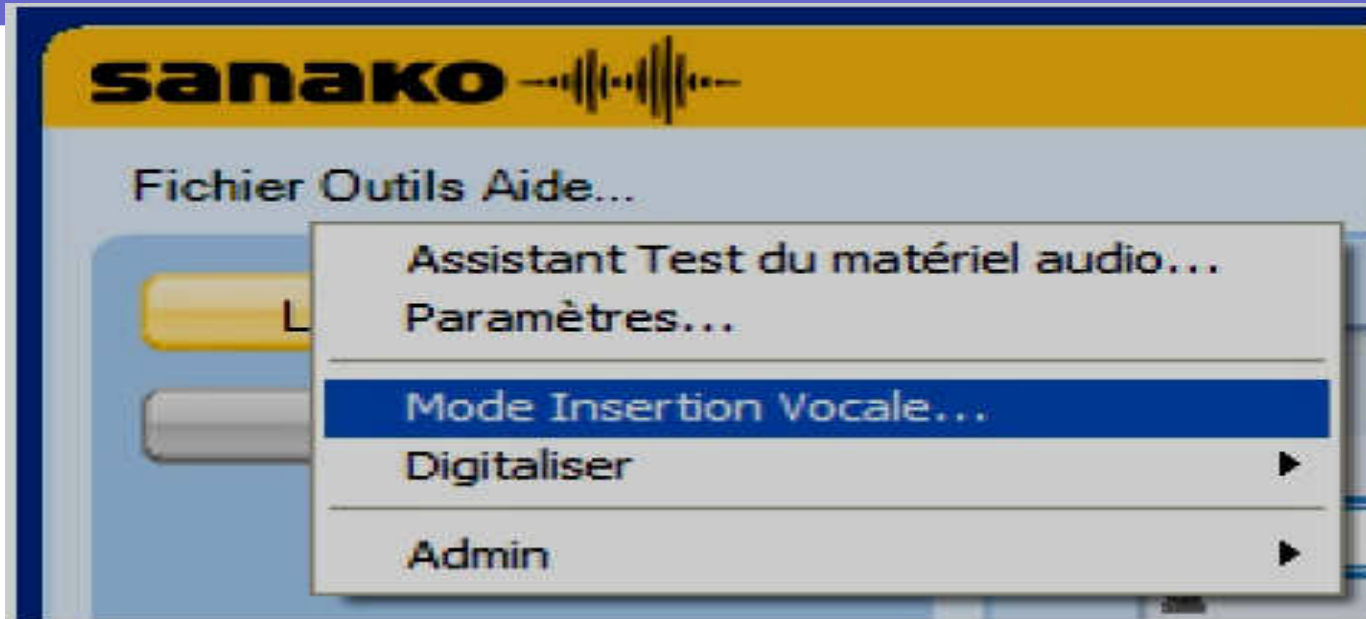 sanako
Fichier Outils Aide...
Assistant Test du matériel audio...
L
Paramètres...
Mode Insertion Vocale...
Digitaliser
Admin